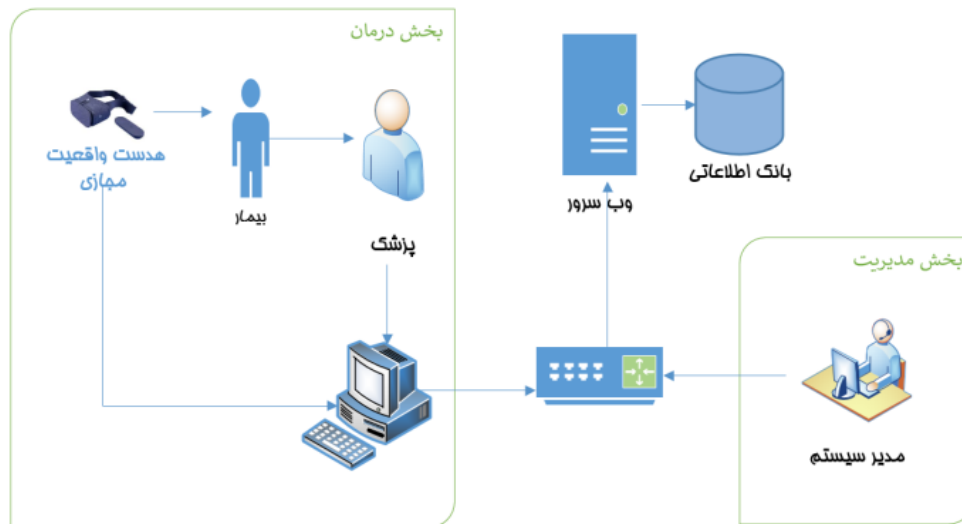 بخش درمان
هدست واقعیت
مجازی
بیمار
پزشک
وب سرور
بانک اطلاعاتی
بخش مدیریت
مدیر سیستم